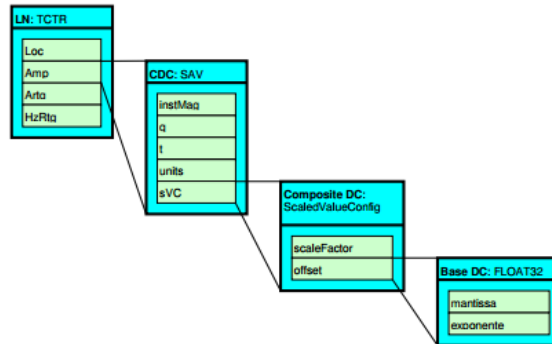 LN: TCTR
Loc
Amp
Artg
HzRtg
CDC: SAV
instMag
q
t
units
sVC
Composite DC:
ScaledValueConfig
scaleFactor
offset
Base DC: FLOAT32
mantissa
exponente